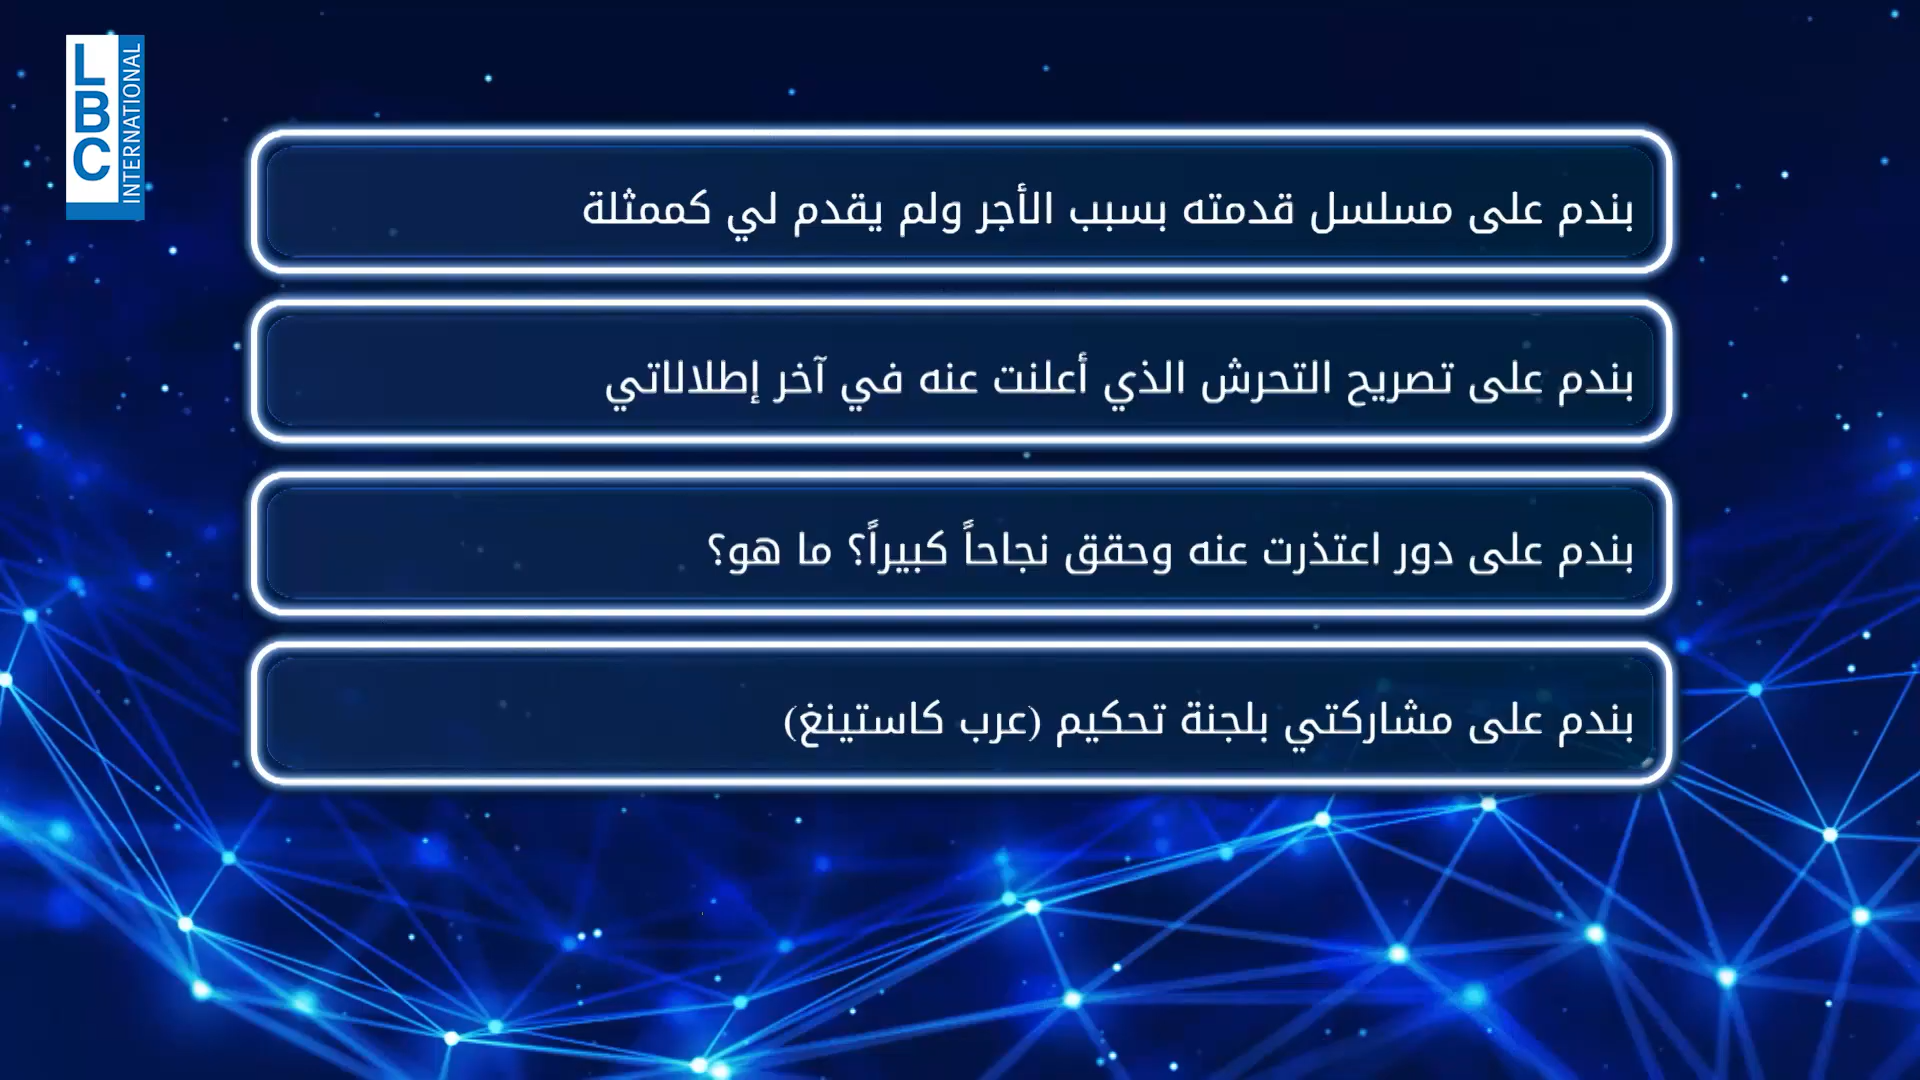 LBC
INTERNATIONAL
بندم على مسلسل قدمته بسبب الأجر ولم يقدم لي كممثلة
بندم على تصريح التحرش الذي أعلنت عنه في آخر إطلالاتي
بندم على دور اعتذرت عنه وحقق نجاحاً كبيراً؟ ما هو؟
بندم على مشاركتي بلجنة تحكيم (عرب كاستينغ)